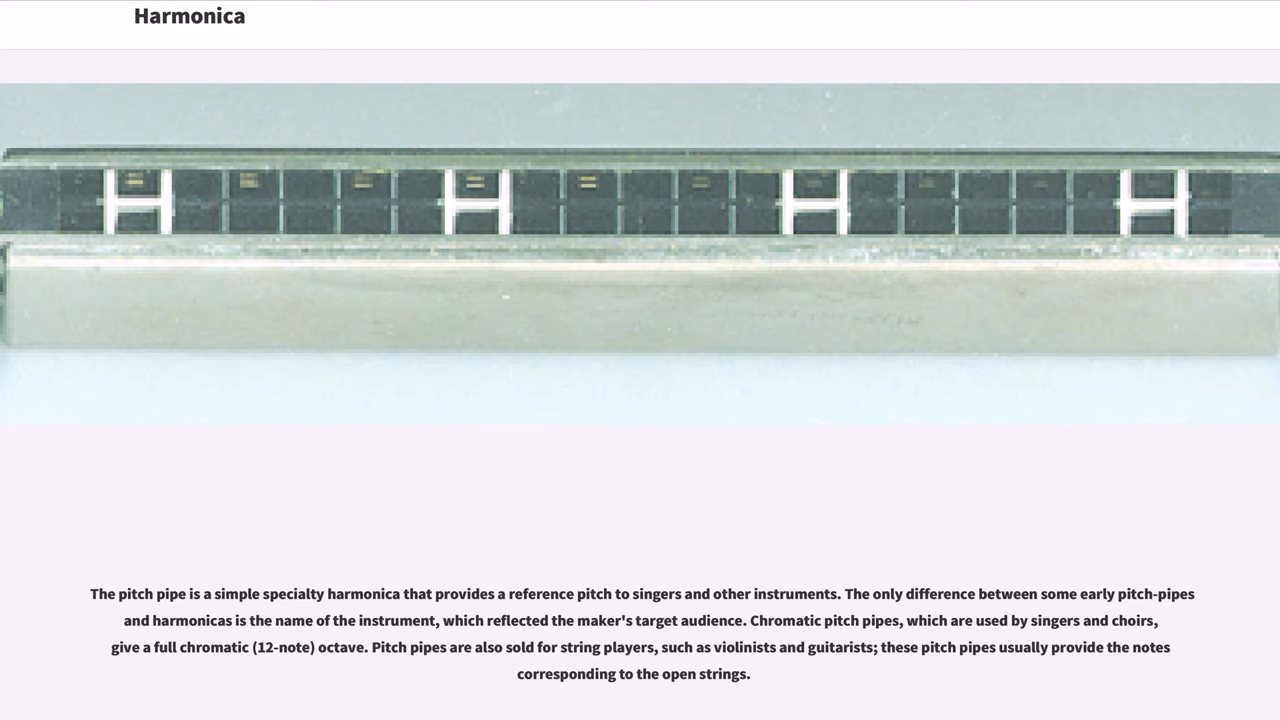 Harmonica
The pitch pipe is a simple specialty harmonica that provides a reference pitch to singers and other instruments. The only difference between some early pitch-pipes
and harmonicas is the name of the instrument, which reflected the maker's target audience. Chromatic pitch pipes, which are used by singers and choirs,
give a full chromatic (12-note) octave. Pitch pipes are also sold for string players, such as violinists and guitarists; these pitch pipes usually provide the notes
corresponding to the open strings.